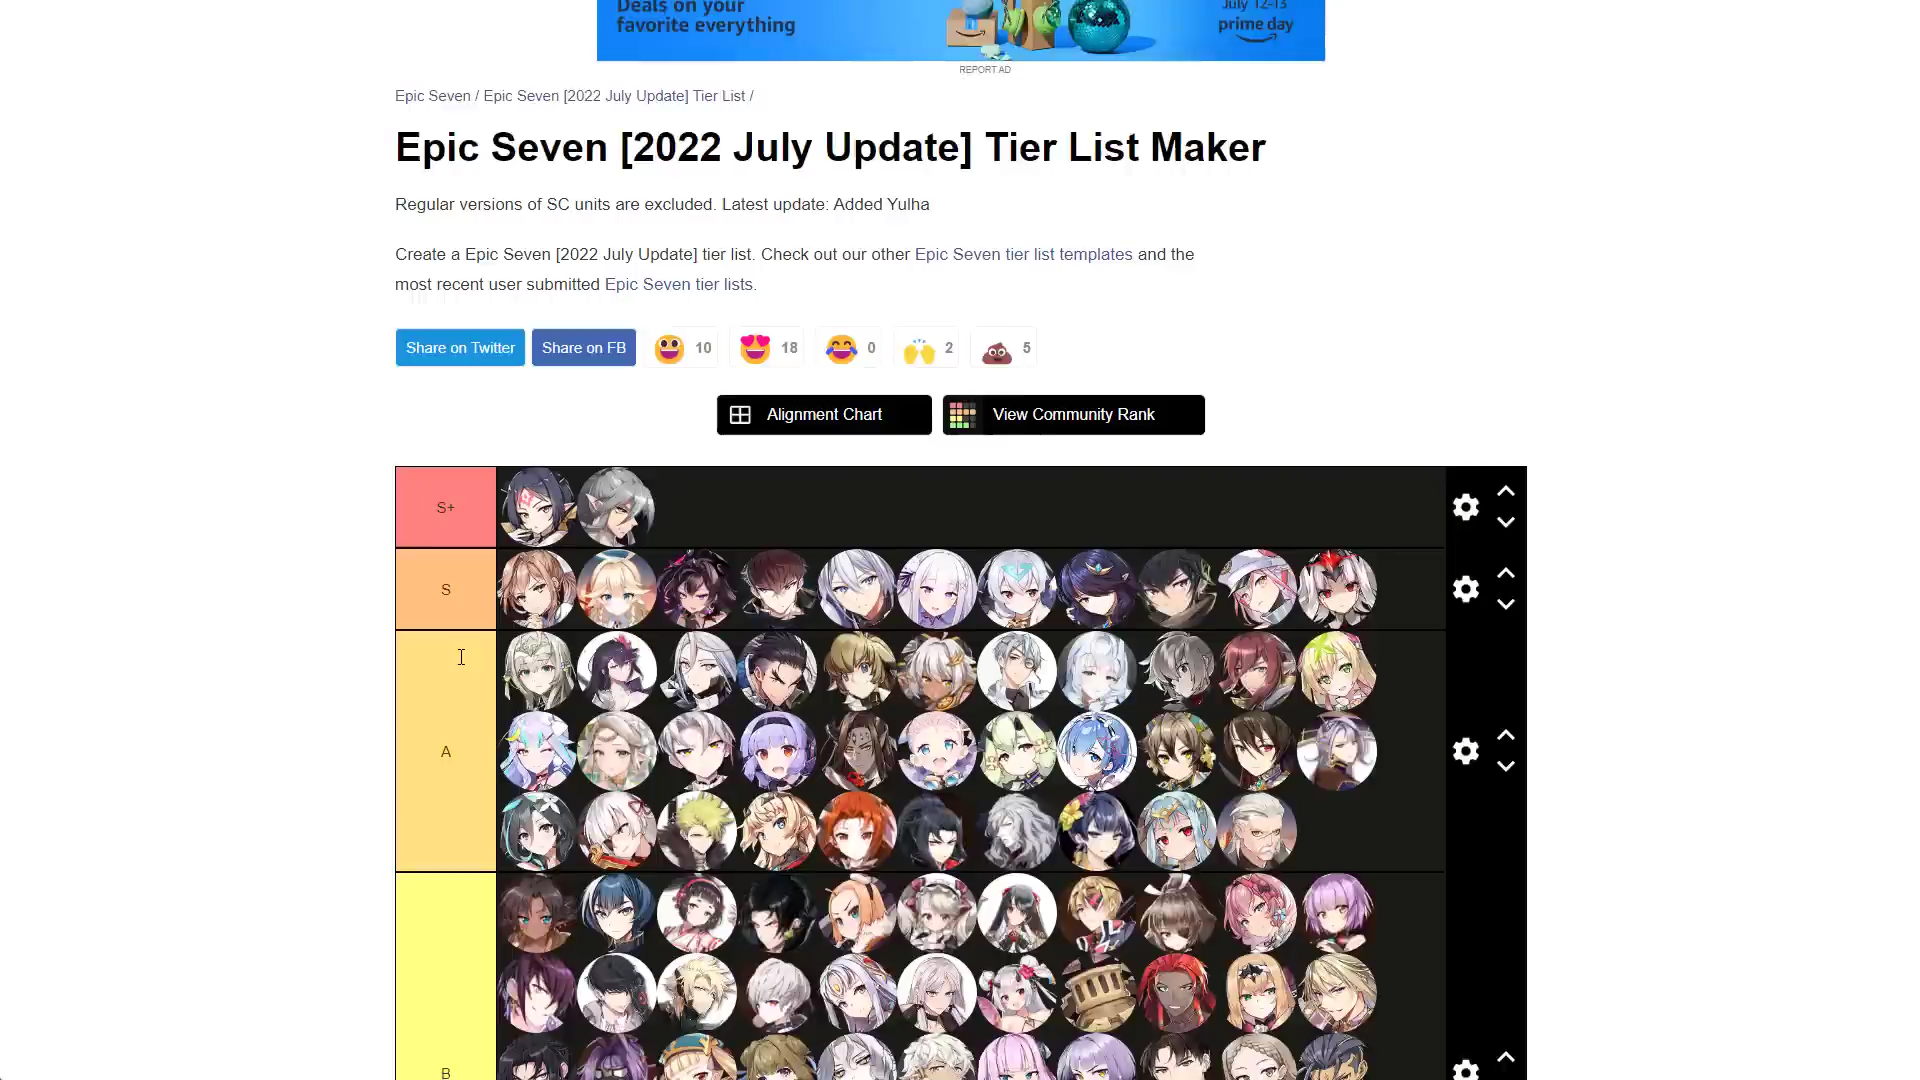 Deals on your
favorite everything
July 12-13
prime day
REPORT AD
Epic Seven / Epic Seven [2022 July Update] Tier List /
Epic Seven [2022 July Update] Tier List Maker
Regular versions of SC units are excluded. Latest update: Added Yulha
Create a Epic Seven [2022 July Update] tier list. Check out our other Epic Seven tier list templates and the
most recent user submitted Epic Seven tier lists.
Share on Twitter
Share on FB
10
18
0
2
5
Alignment Chart
View Community Rank
S+
S
A
B